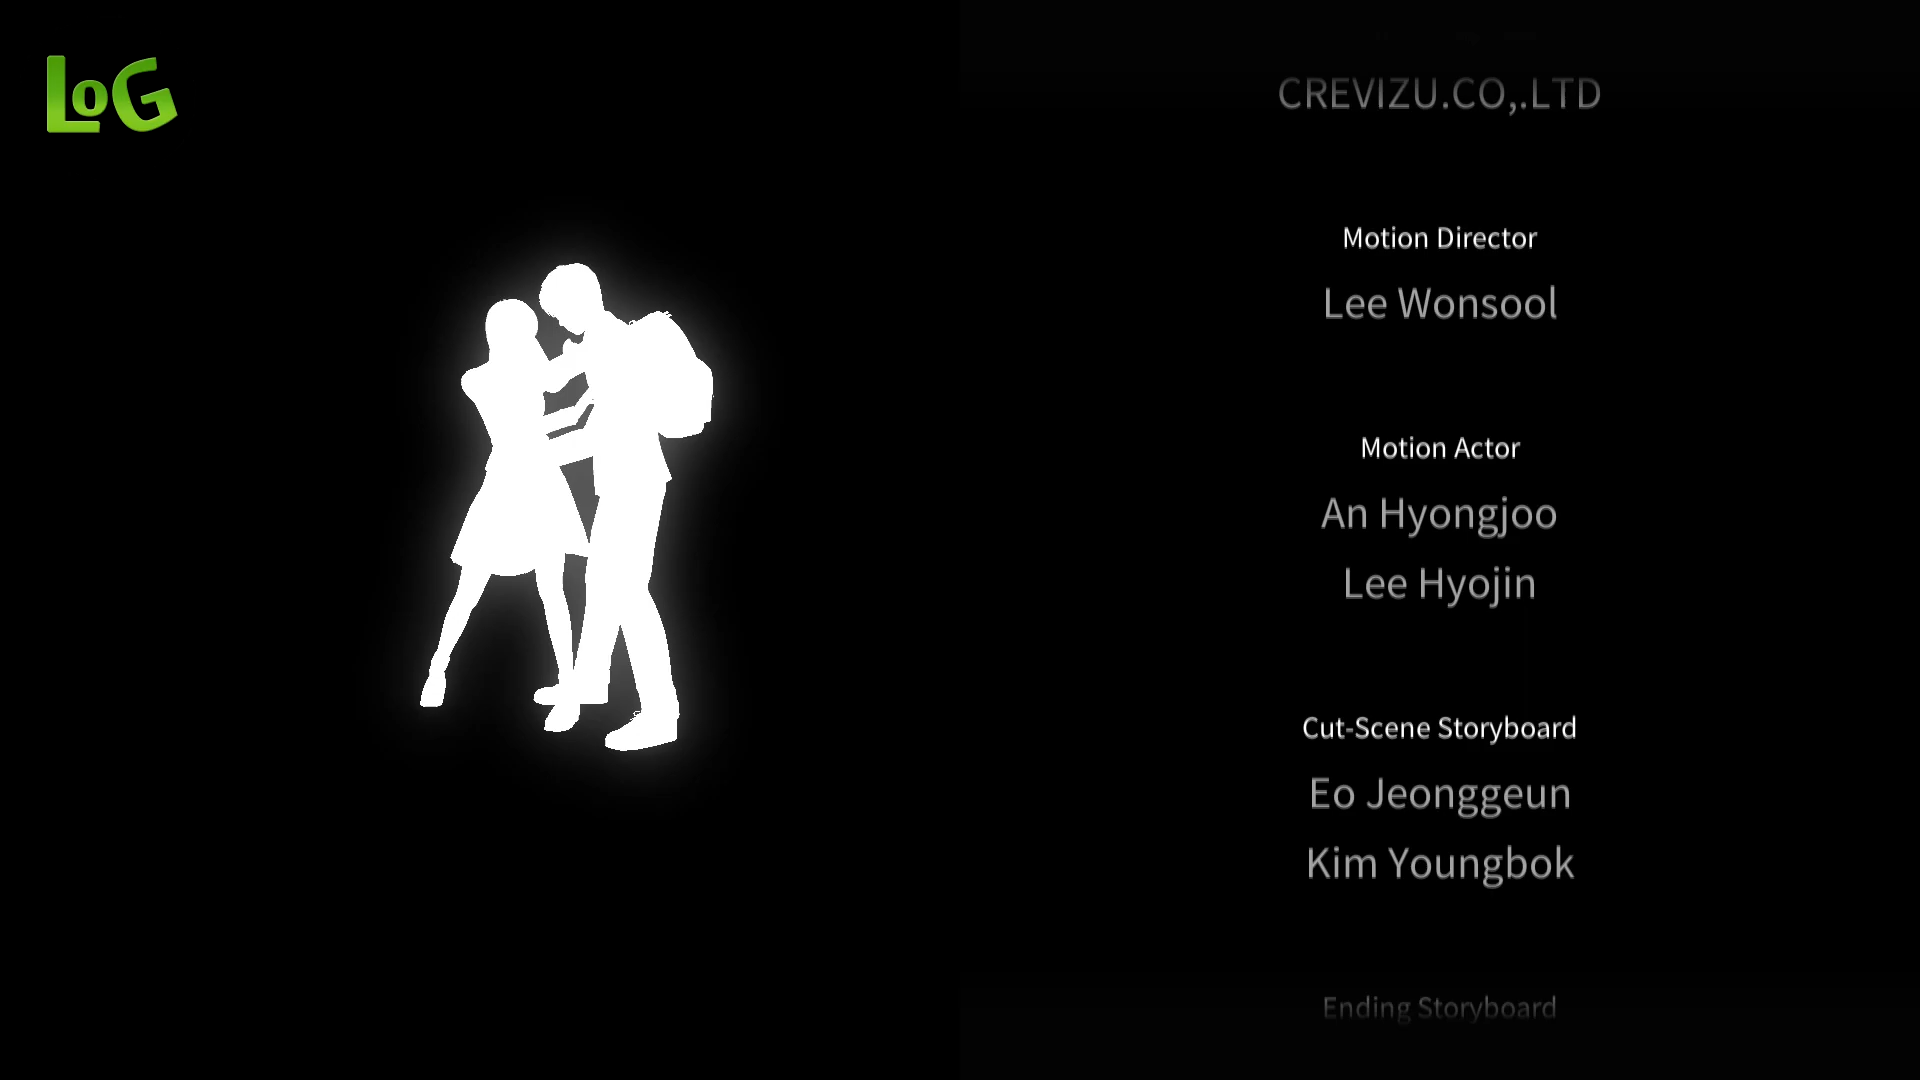 LoG
CREVIZU.CO,.LTD
Motion Director
Lee Wonsool
Motion Actor
An Hyongjoo
Lee Hyojin
Cut-Scene Storyboard
Eo Jeonggeun
Kim Youngbok
Ending Storyboard